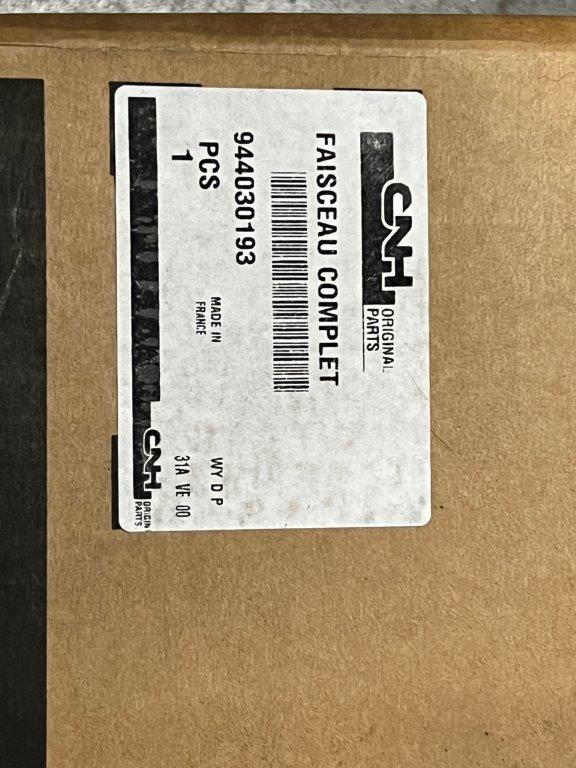 CNH ORIGINAL
PARTS
FAISCEAU COMPLET
944030193
PCS
1
MADE IN
FRANCE
WY D P
31A VE 00
CNH ORIGIN
PARTS